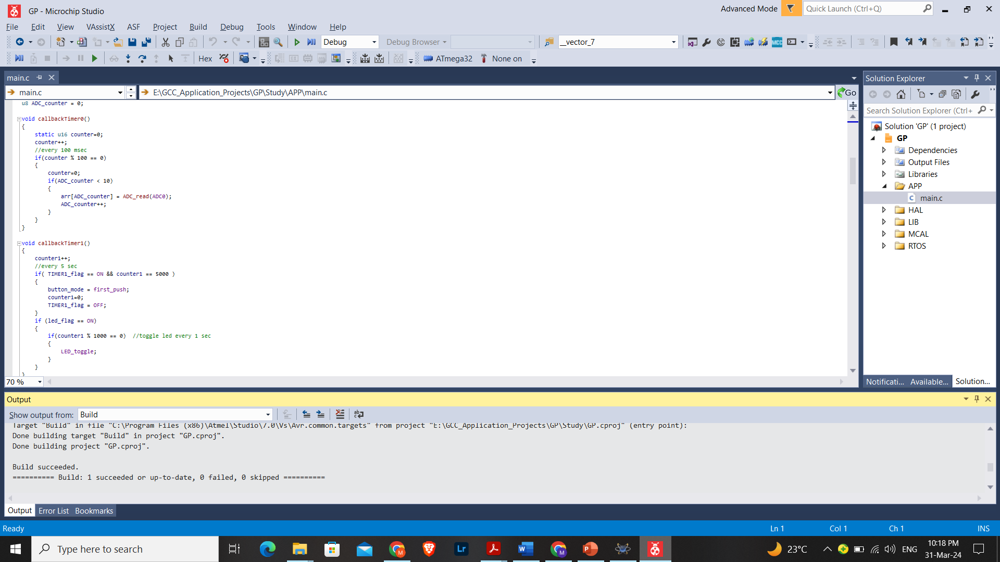 GP - Microchip Studio
Advanced Mode
Quick Launch (Ctrl+Q)
File Edit View VAssistX ASF Project Build Debug Tools Window Help
Debug
Debug Browser
__vector_7
MCC
Hex
ATmega32
None on
main.c
main.c
E:\GCC_Application_Projects\GP\Study\APP\main.c
Go
u8 ADC_counter = 0;
void callbackTimer0()
{
static u16 counter=0;
counter++;
//every 100 msec
if(counter % 100 == 0)
{
counter=0;
if(ADC_counter < 10)
{
arr[ADC_counter] = ADC_read(ADC0);
ADC_counter++;
}
}
}
void callbackTimer1()
{
counter1++;
//every 5 sec
if( TIMER1_flag == ON && counter1 == 5000 )
{
button_mode = first_push;
counter1=0;
TIMER1_flag = OFF;
}
if (led_flag == ON)
{
if(counter1 % 1000 == 0)  //toggle led every 1 sec
{
LED_toggle;
}
}
}
70 %
Solution Explorer
Search Solution Explorer (Ctrl+
Solution 'GP' (1 project)
GP
Dependencies
Output Files
Libraries
APP
main.c
HAL
LIB
MCAL
RTOS
Notificati... Available... Solution...
Output
Show output from: Build
Target "Build" in file "C:\Program Files (x86)\Atmel\Studio\7.0\Vs\Avr.common.targets" from project "E:\GCC_Application_Projects\GP\Study\GP.cproj" (entry point):
Done building target "Build" in project "GP.cproj".
Done building project "GP.cproj".
Build succeeded.
========== Build: 1 succeeded or up-to-date, 0 failed, 0 skipped ==========
Output Error List Bookmarks
Ready
Ln 1
Col 1
Ch 1
INS
Type here to search
M
Lr
W
M
P
23°C
ENG
10:18 PM
31-Mar-24